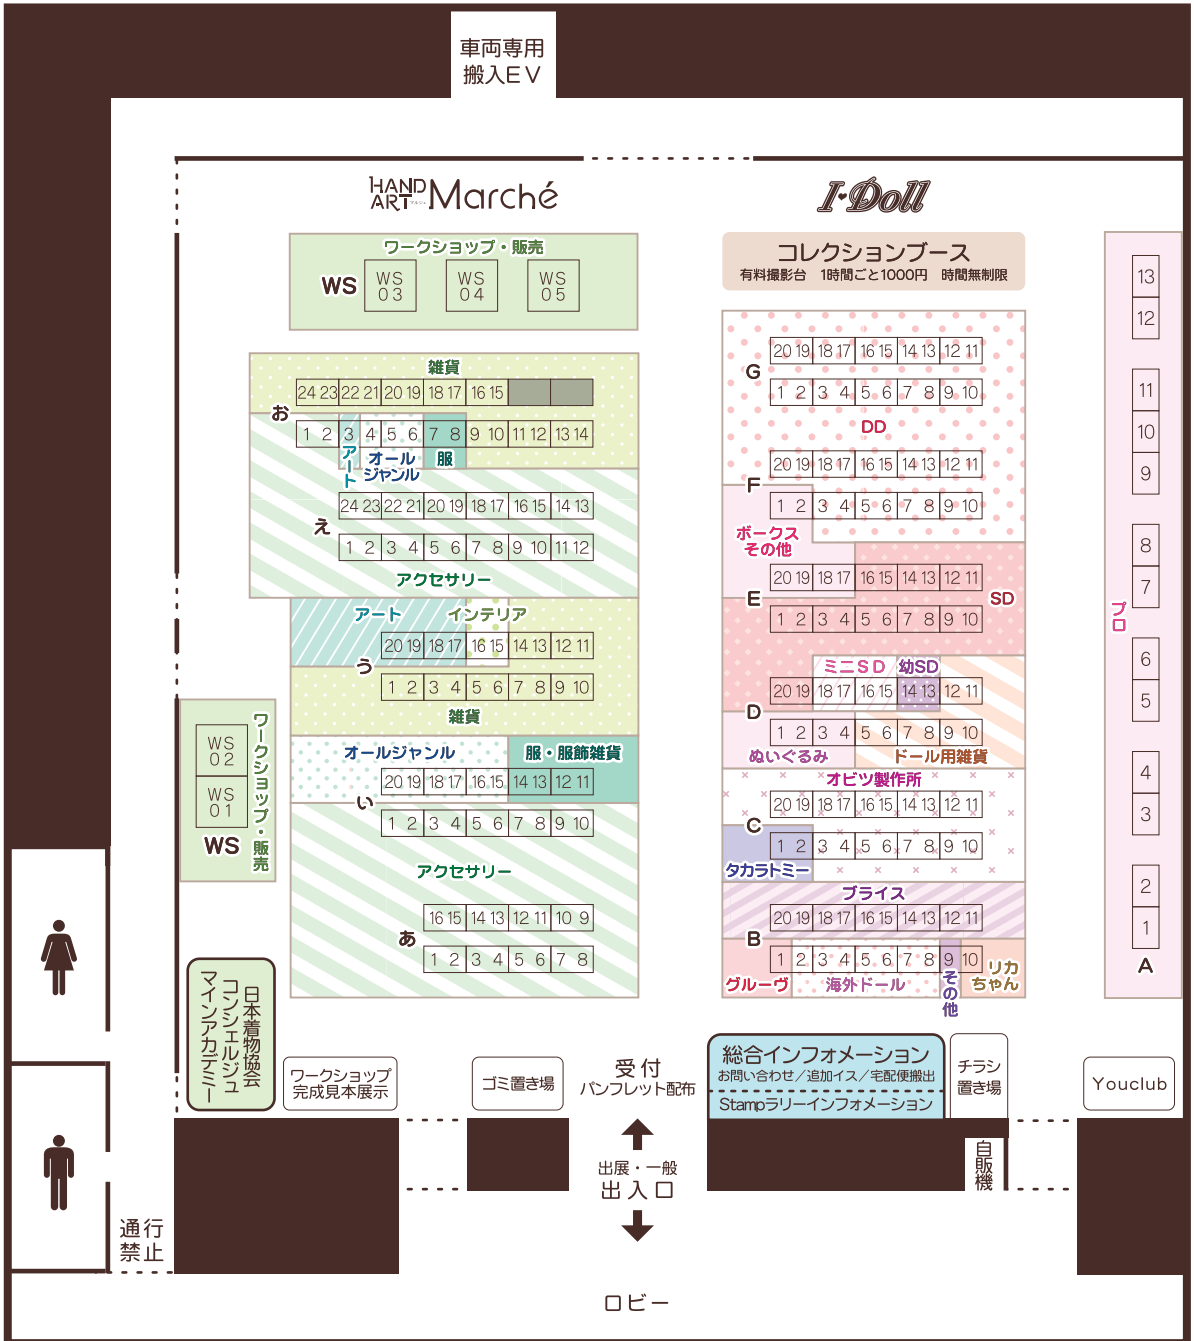 車両専用
搬入EV
HAND
ART マルシェ Marché
I・Doll
ワークショップ・販売
WS
WS
03
WS
04
WS
05
コレクションブース
有料撮影台 1時間ごと1000円 時間無制限
雑貨
24 23 22 21 20 19 18 17 16 15
お
1 2 3 4 5 6 7 8 9 10 11 12 13 14
アート
オール
ジャンル
服
24 23 22 21 20 19 18 17 16 15 14 13
え
1 2 3 4 5 6 7 8 9 10 11 12
アクセサリー
アート
インテリア
20 19 18 17 16 15 14 13 12 11
う
1 2 3 4 5 6 7 8 9 10
雑貨
オールジャンル
服・服飾雑貨
20 19 18 17 16 15 14 13 12 11
い
1 2 3 4 5 6 7 8 9 10
アクセサリー
16 15 14 13 12 11 10 9
あ
1 2 3 4 5 6 7 8
WS
02
WS
01
WS
ワークショップ・販売
20 19 18 17 16 15 14 13 12 11
G
1 2 3 4 5 6 7 8 9 10
DD
20 19 18 17 16 15 14 13 12 11
F
1 2 3 4 5 6 7 8 9 10
ボークス
その他
20 19 18 17 16 15 14 13 12 11
E
SD
1 2 3 4 5 6 7 8 9 10
ミニSD
幼SD
20 19 18 17 16 15 14 13 12 11
D
1 2 3 4 5 6 7 8 9 10
ぬいぐるみ
ドール用雑貨
オビツ製作所
20 19 18 17 16 15 14 13 12 11
C
1 2 3 4 5 6 7 8 9 10
タカラトミー
ブライス
20 19 18 17 16 15 14 13 12 11
B
1 2 3 4 5 6 7 8 9 10
グルーヴ
海外ドール
その他
リカ
ちゃん
13
12
11
10
9
8
7
プロ
6
5
4
3
2
1
A
日本着物協会
コンシェルジュ
マインアカデミー
ワークショップ
完成見本展示
ゴミ置き場
受付
パンフレット配布
総合インフォメーション
お問い合わせ／追加イス／宅配便搬出
Stampラリーインフォメーション
チラシ
置き場
Youclub
出展・一般
出入口
自販機
通行
禁止
ロビー